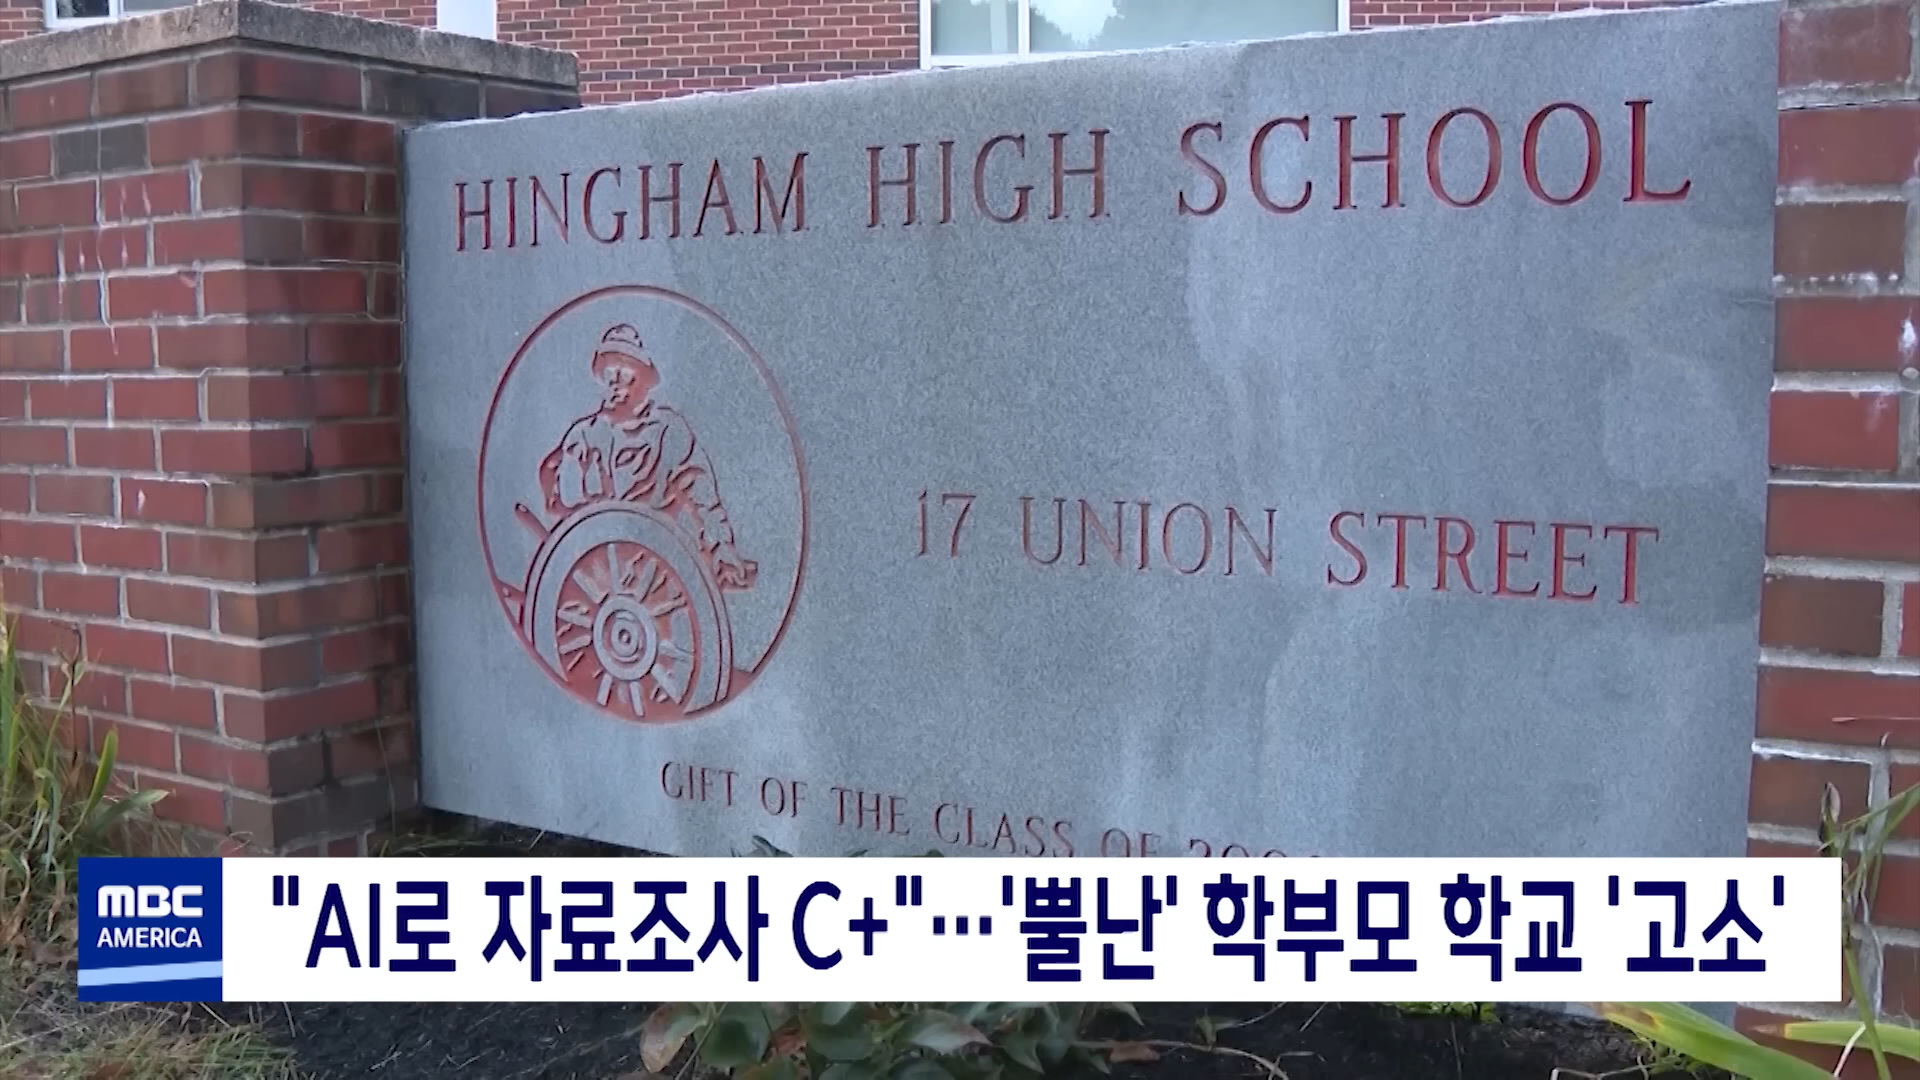 HINGHAM HIGH SCHOOL
17 UNION STREET
GIFT OF THE CLASS OF
MBC
AMERICA
"AI로 자료조사 C+"…'뿔난' 학부모 학교 '고소'